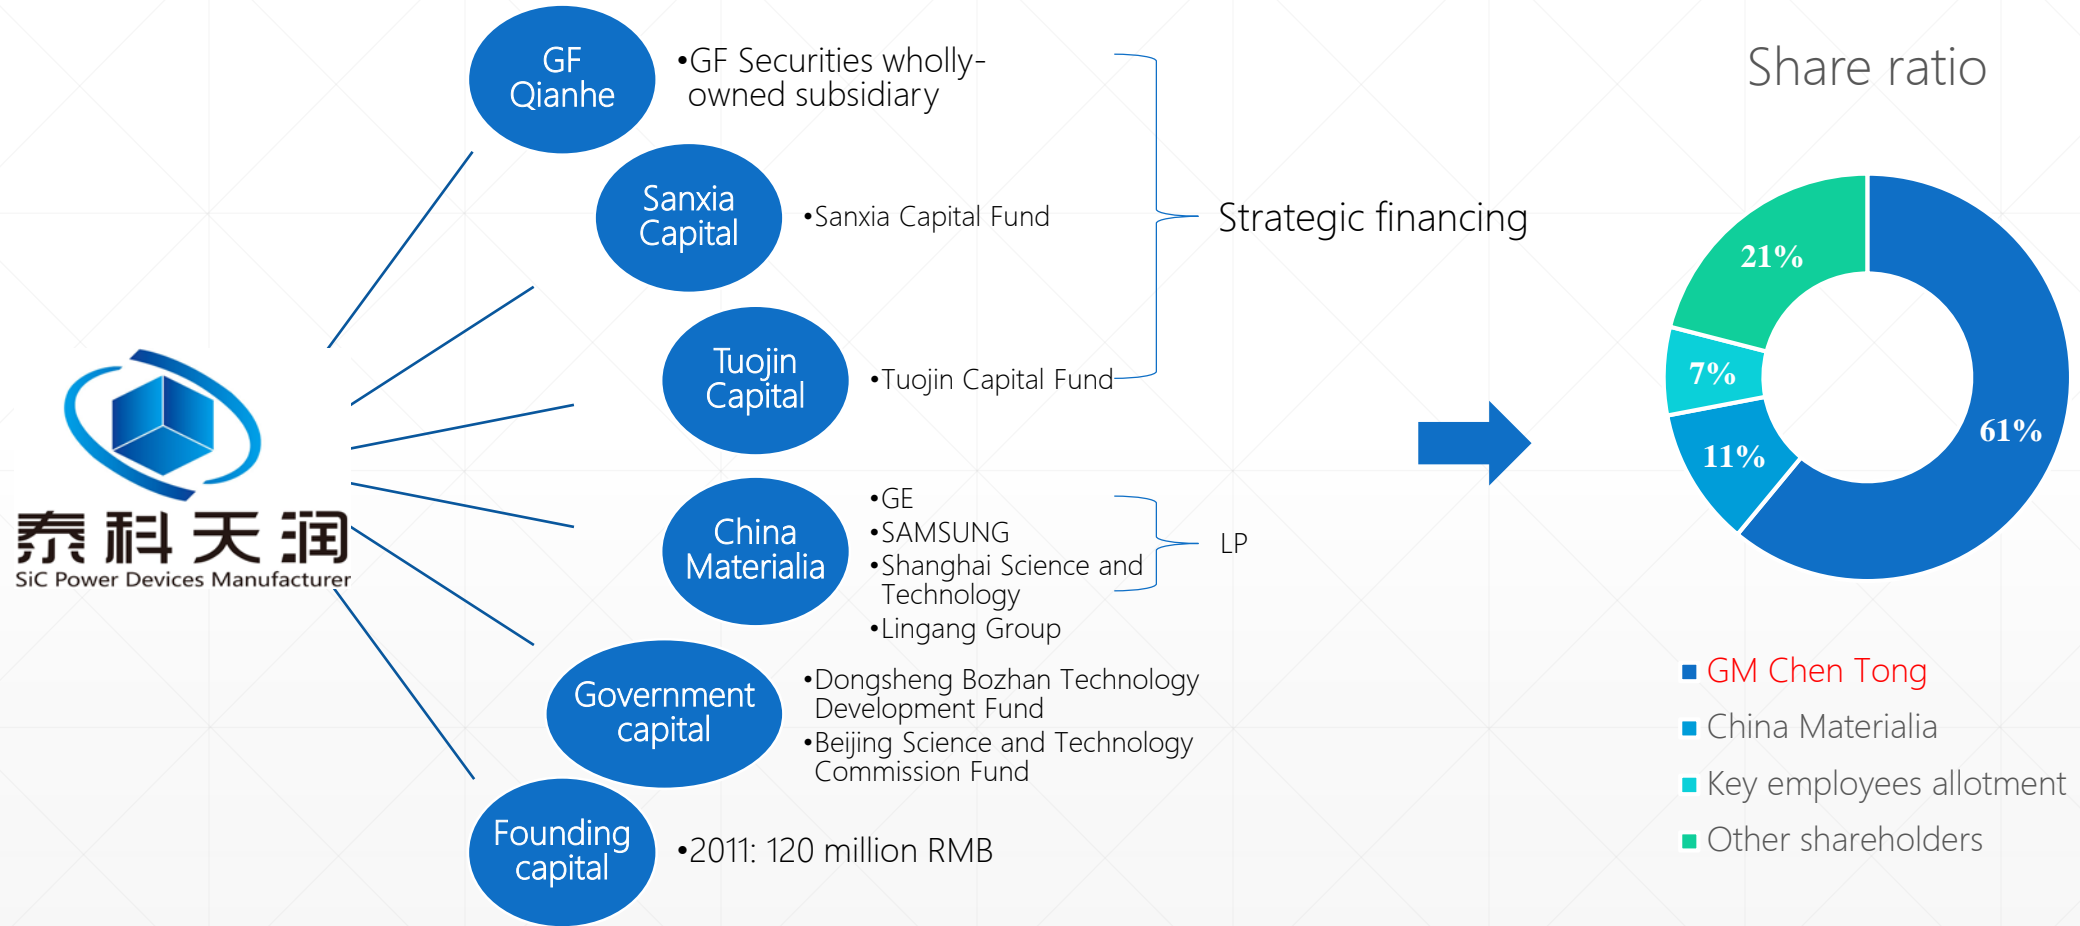 GF
Qianhe
•GF Securities wholly-
owned subsidiary
Sanxia
Capital
•Sanxia Capital Fund
Tuojin
Capital
•Tuojin Capital Fund
Strategic financing
泰科天润
SiC Power Devices Manufacturer
China
Materialia
•GE
•SAMSUNG
•Shanghai Science and
Technology
•Lingang Group
LP
Government
capital
•Dongsheng Bozhan Technology
Development Fund
•Beijing Science and Technology
Commission Fund
Founding
capital
•2011: 120 million RMB
Share ratio
21%
7%
11%
61%
GM Chen Tong
China Materialia
Key employees allotment
Other shareholders